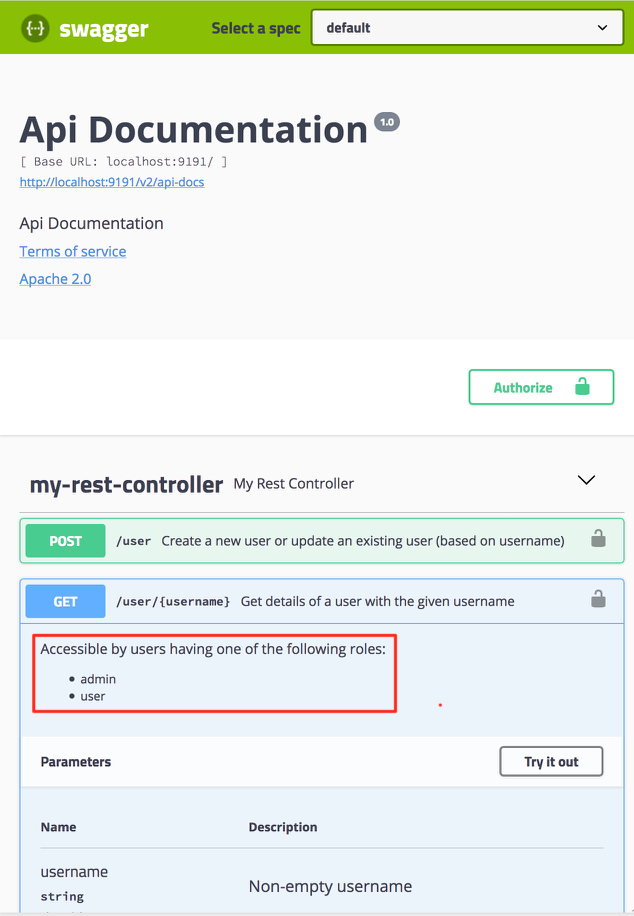 {··} swagger Select a spec default
Api Documentation 1.0
[ Base URL: localhost:9191/ ]
http://localhost:9191/v2/api-docs
Api Documentation
Terms of service
Apache 2.0
Authorize
my-rest-controller My Rest Controller
POST /user Create a new user or update an existing user (based on username)
GET /user/{username} Get details of a user with the given username
Accessible by users having one of the following roles:
• admin
• user
Parameters Try it out
Name Description
username
string
Non-empty username